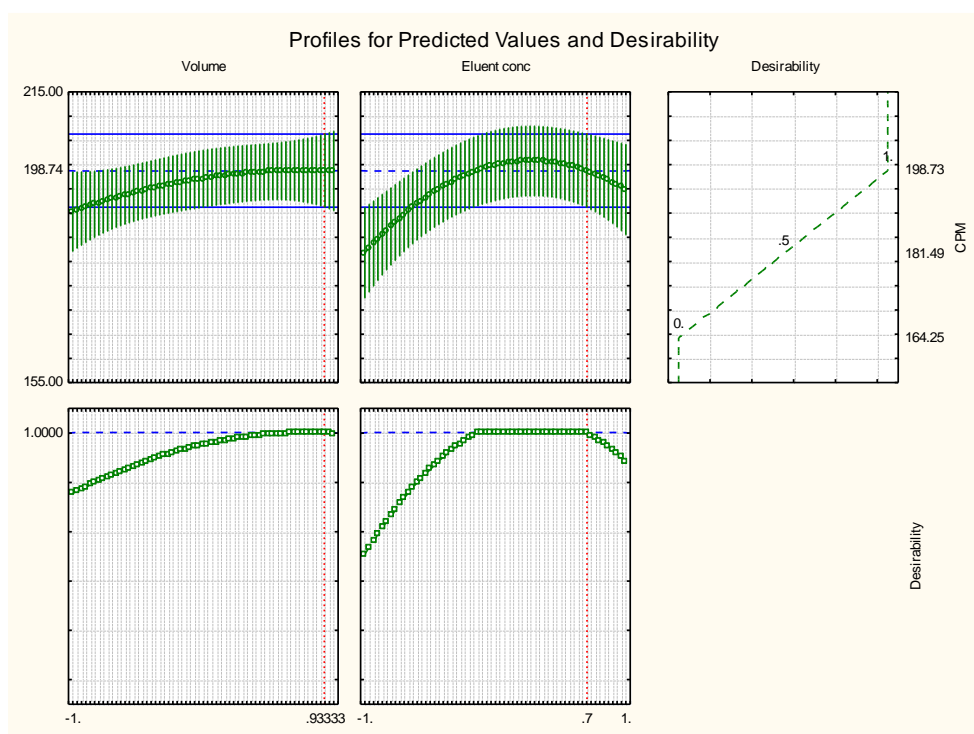 Profiles for Predicted Values and Desirability
Volume
Eluent conc
Desirability
215.00
198.74
155.00
1.
.5
0.
198.73
181.49
164.25
CPM
1.0000
Desirability
-1.
.93333
-1.
.7
1.